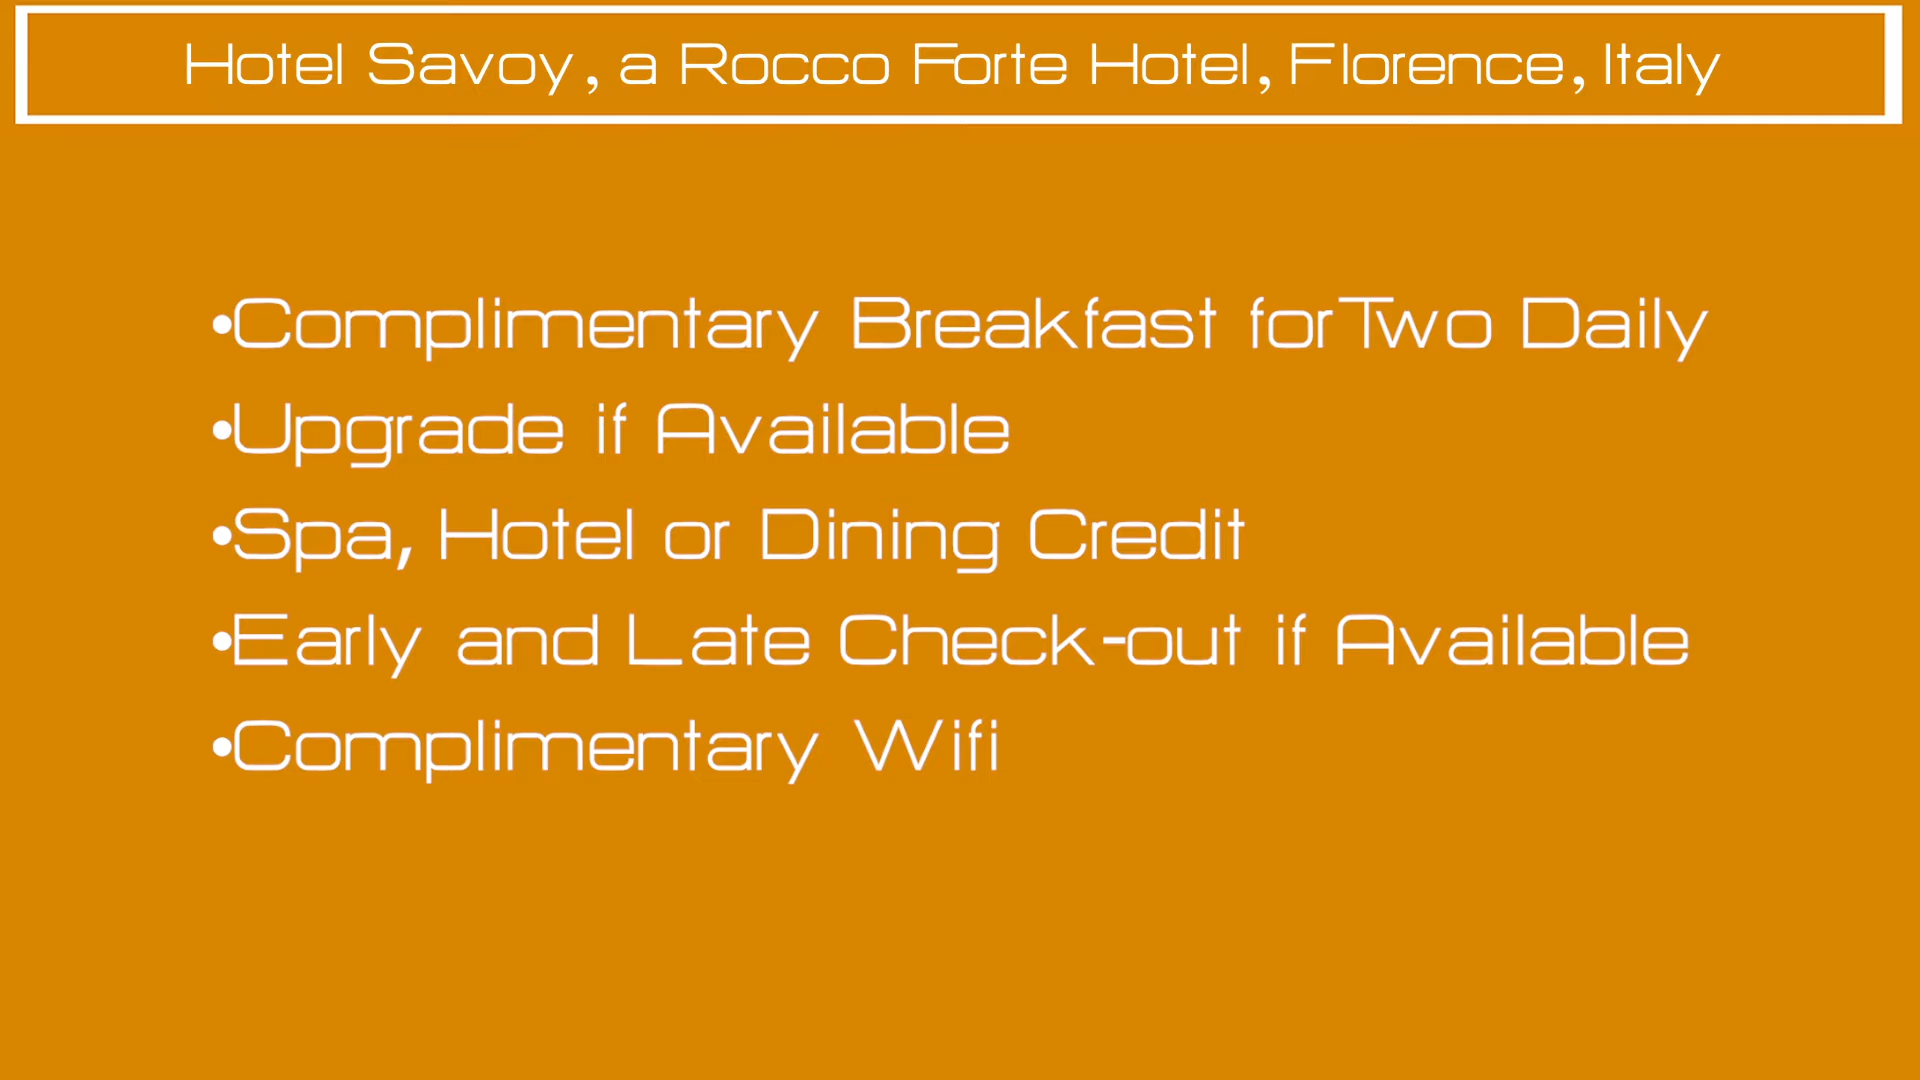 Hotel Savoy, a Rocco Forte Hotel, Florence, Italy
•Complimentary Breakfast for Two Daily
•Upgrade if Available
•Spa, Hotel or Dining Credit
•Early and Late Check-out if Available
•Complimentary Wifi